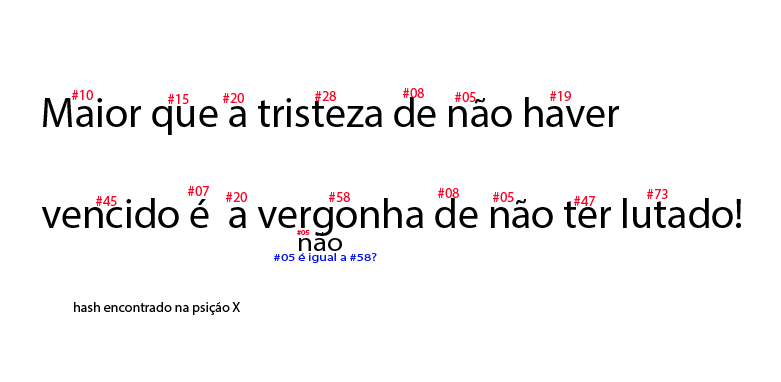 #10 #15 #20 #28 #08 #05 #19
Maior que a tristeza de não haver
#45 #07 #20 #58 #08 #05 #47 #73
vencido é a vergonha de não ter lutado!
#05
não
#05 é igual a #58?
hash encontrado na psição X